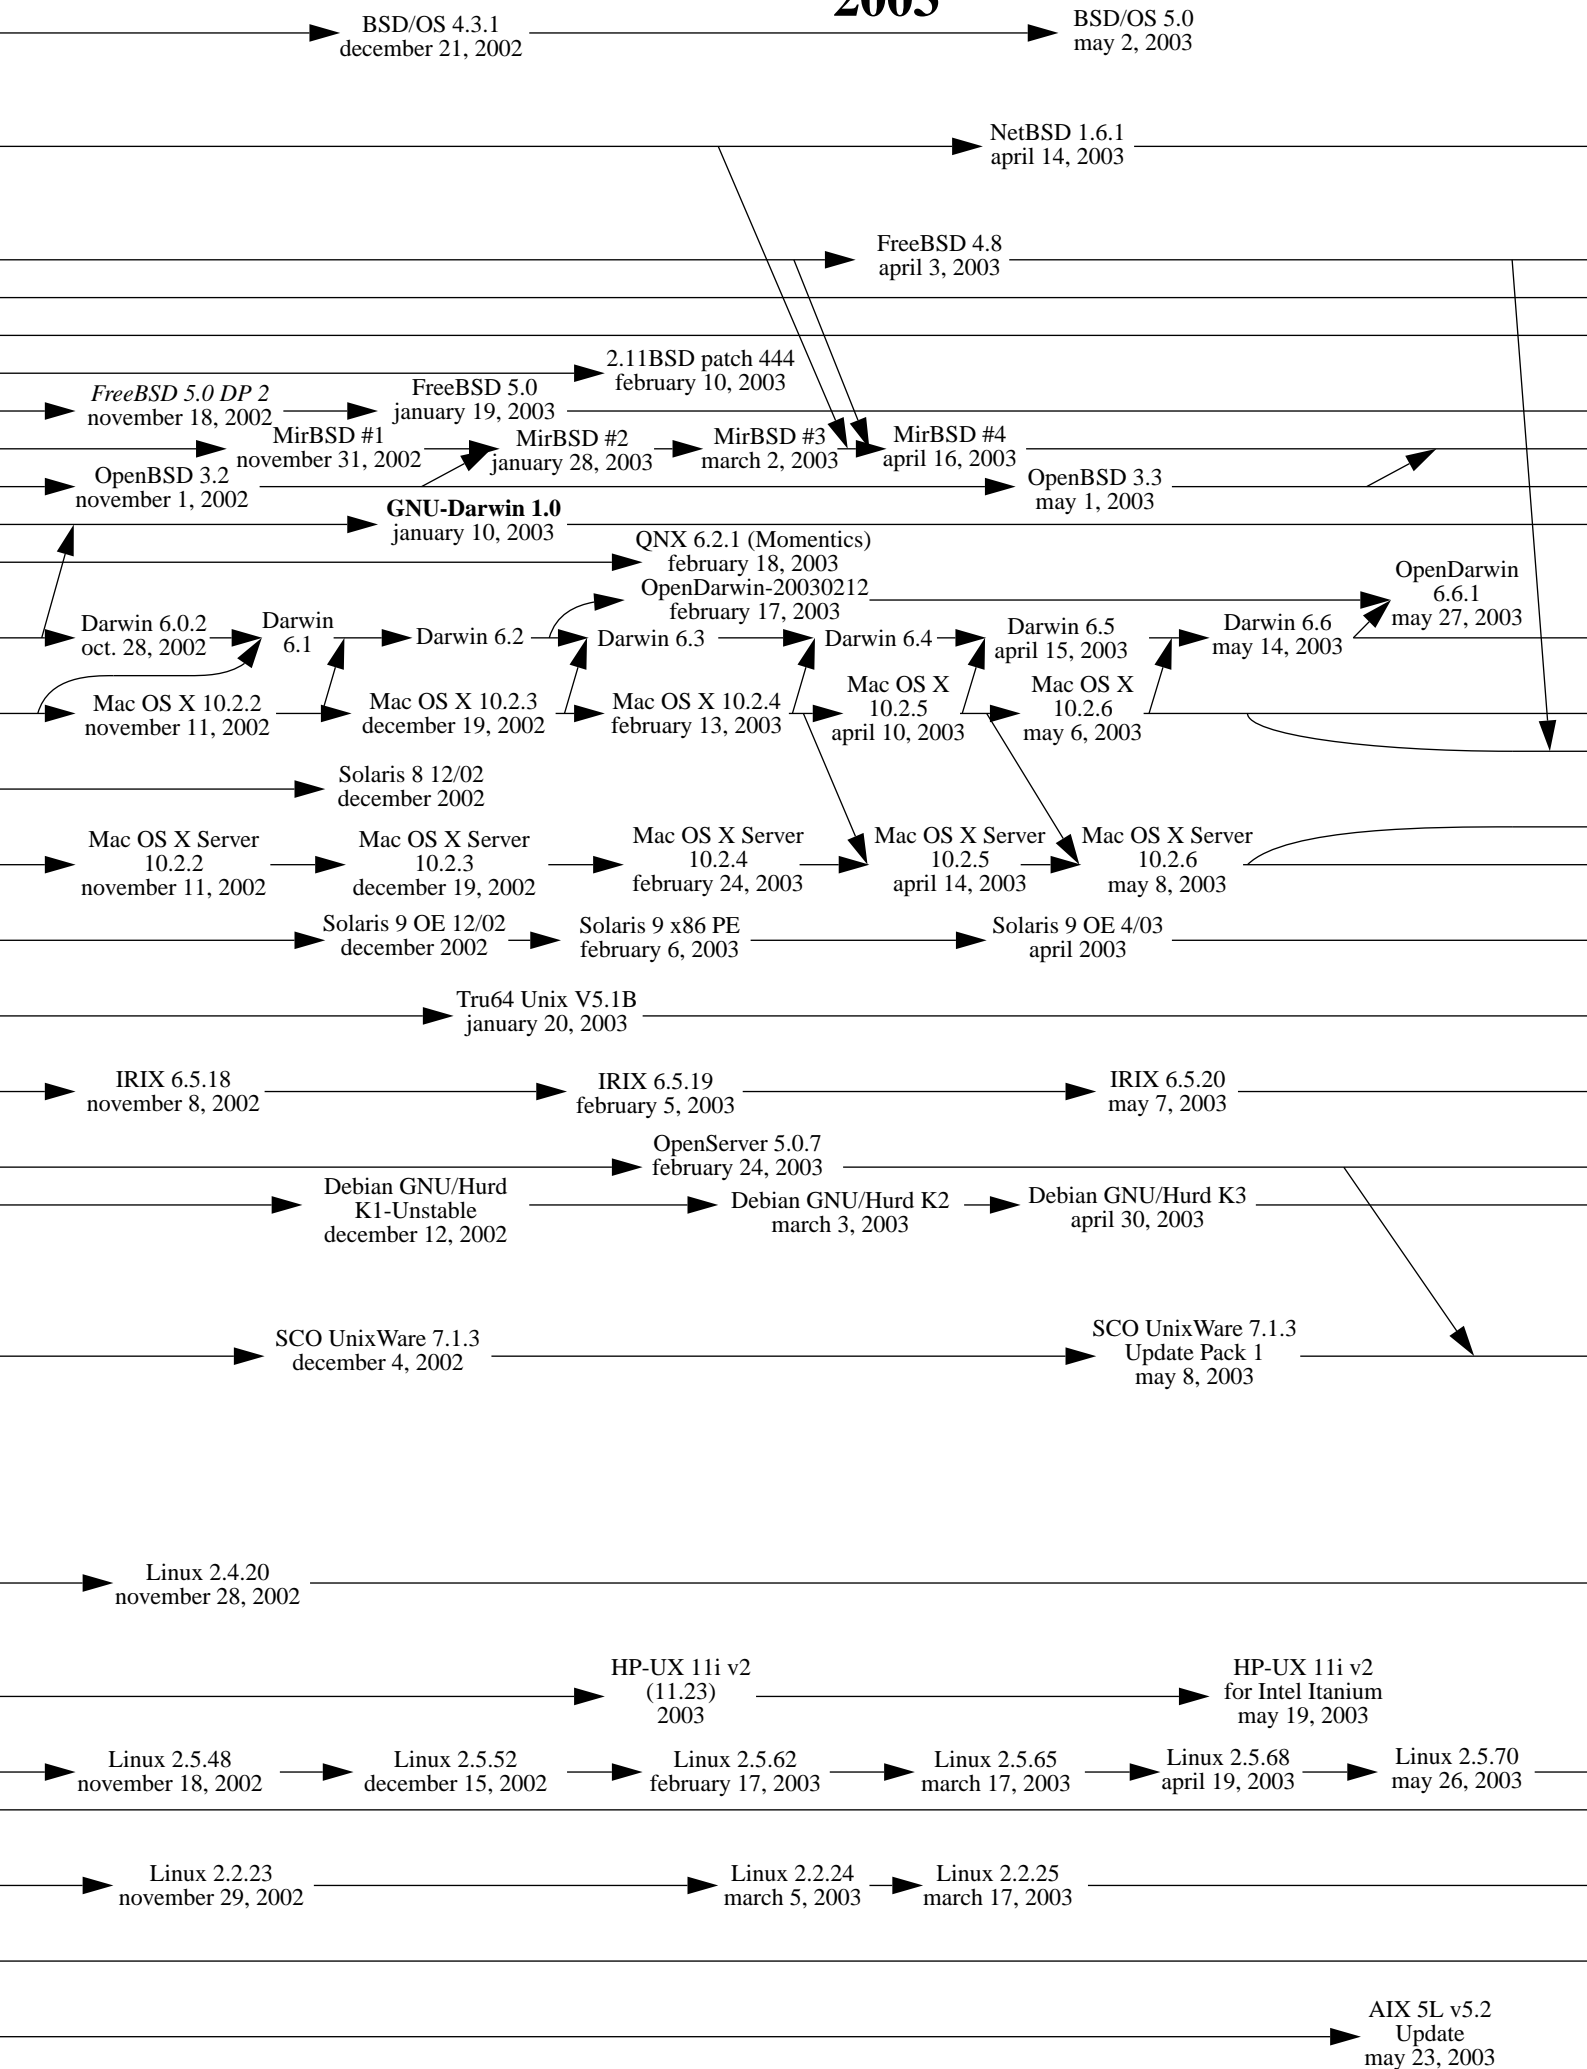 2003
BSD/OS 4.3.1
december 21, 2002
BSD/OS 5.0
may 2, 2003
NetBSD 1.6.1
april 14, 2003
FreeBSD 4.8
april 3, 2003
2.11BSD patch 444
february 10, 2003
FreeBSD 5.0 DP 2
november 18, 2002
FreeBSD 5.0
january 19, 2003
MirBSD #1
november 31, 2002
MirBSD #2
january 28, 2003
MirBSD #3
march 2, 2003
MirBSD #4
april 16, 2003
OpenBSD 3.2
november 1, 2002
OpenBSD 3.3
may 1, 2003
GNU-Darwin 1.0
january 10, 2003
QNX 6.2.1 (Momentics)
february 18, 2003
OpenDarwin-20030212
february 17, 2003
OpenDarwin
6.6.1
may 27, 2003
Darwin 6.0.2
oct. 28, 2002
Darwin
6.1
Darwin 6.2
Darwin 6.3
Darwin 6.4
Darwin 6.5
april 15, 2003
Darwin 6.6
may 14, 2003
Mac OS X 10.2.2
november 11, 2002
Mac OS X 10.2.3
december 19, 2002
Mac OS X 10.2.4
february 13, 2003
Mac OS X
10.2.5
april 10, 2003
Mac OS X
10.2.6
may 6, 2003
Solaris 8 12/02
december 2002
Mac OS X Server
10.2.2
november 11, 2002
Mac OS X Server
10.2.3
december 19, 2002
Mac OS X Server
10.2.4
february 24, 2003
Mac OS X Server
10.2.5
april 14, 2003
Mac OS X Server
10.2.6
may 8, 2003
Solaris 9 OE 12/02
december 2002
Solaris 9 x86 PE
february 6, 2003
Solaris 9 OE 4/03
april 2003
Tru64 Unix V5.1B
january 20, 2003
IRIX 6.5.18
november 8, 2002
IRIX 6.5.19
february 5, 2003
IRIX 6.5.20
may 7, 2003
OpenServer 5.0.7
february 24, 2003
Debian GNU/Hurd
K1-Unstable
december 12, 2002
Debian GNU/Hurd K2
march 3, 2003
Debian GNU/Hurd K3
april 30, 2003
SCO UnixWare 7.1.3
december 4, 2002
SCO UnixWare 7.1.3
Update Pack 1
may 8, 2003
Linux 2.4.20
november 28, 2002
HP-UX 11i v2
(11.23)
2003
HP-UX 11i v2
for Intel Itanium
may 19, 2003
Linux 2.5.48
november 18, 2002
Linux 2.5.52
december 15, 2002
Linux 2.5.62
february 17, 2003
Linux 2.5.65
march 17, 2003
Linux 2.5.68
april 19, 2003
Linux 2.5.70
may 26, 2003
Linux 2.2.23
november 29, 2002
Linux 2.2.24
march 5, 2003
Linux 2.2.25
march 17, 2003
AIX 5L v5.2
Update
may 23, 2003